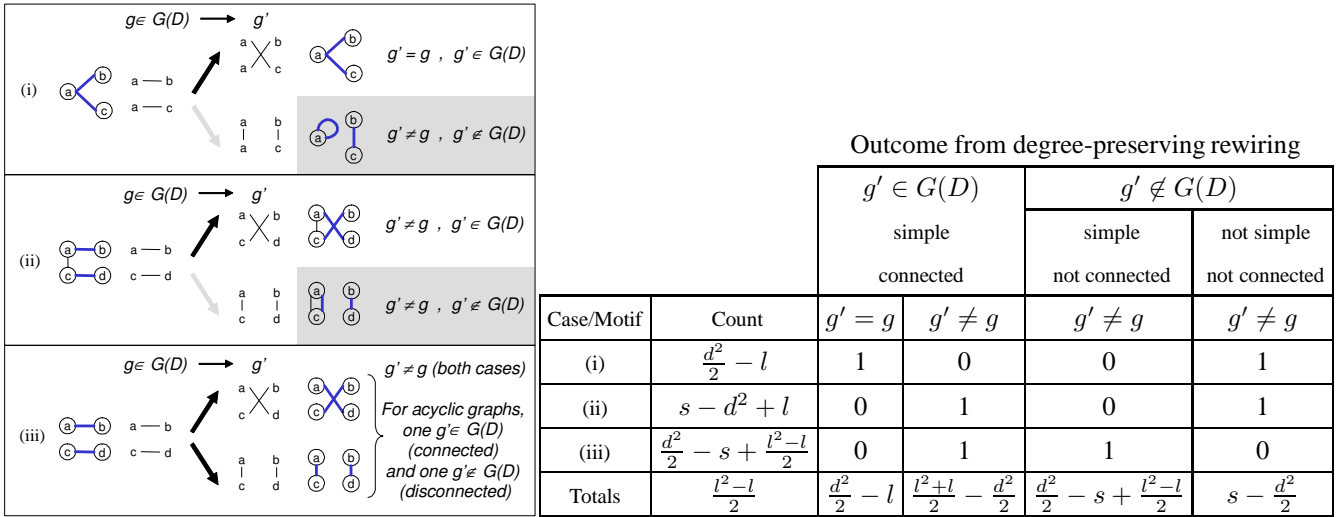 g∈ G(D) → g'
(i)
a b c
a — b
a — c
a b
a c
a b c
g' = g , g' ∈ G(D)
a b
a c
a b c
g' ≠ g , g' ∉ G(D)
g∈ G(D) → g'
(ii)
a b
c d
a — b
c — d
a b
c d
a b
c d
g' ≠ g , g' ∈ G(D)
a b
c d
a b
c d
g' ≠ g , g' ∉ G(D)
g∈ G(D) → g'
(iii)
a b
c d
a — b
c — d
a b
c d
a b
c d
a b
c d
a b
c d
g' ≠ g (both cases)
For acyclic graphs,
one g'∈ G(D)
(connected)
and one g'∉ G(D)
(disconnected)
Outcome from degree-preserving rewiring
g′ ∈ G(D) g′ ∉ G(D)
simple simple not simple
connected not connected not connected
Case/Motif Count g′ = g g′ ≠ g g′ ≠ g g′ ≠ g
(i) d²/2 − l 1 0 0 1
(ii) s − d² + l 0 1 0 1
(iii) d²/2 − s + (l²−l)/2 0 1 1 0
Totals (l²−l)/2 d²/2 − l (l²+l)/2 − d²/2 d²/2 − s + (l²−l)/2 s − d²/2